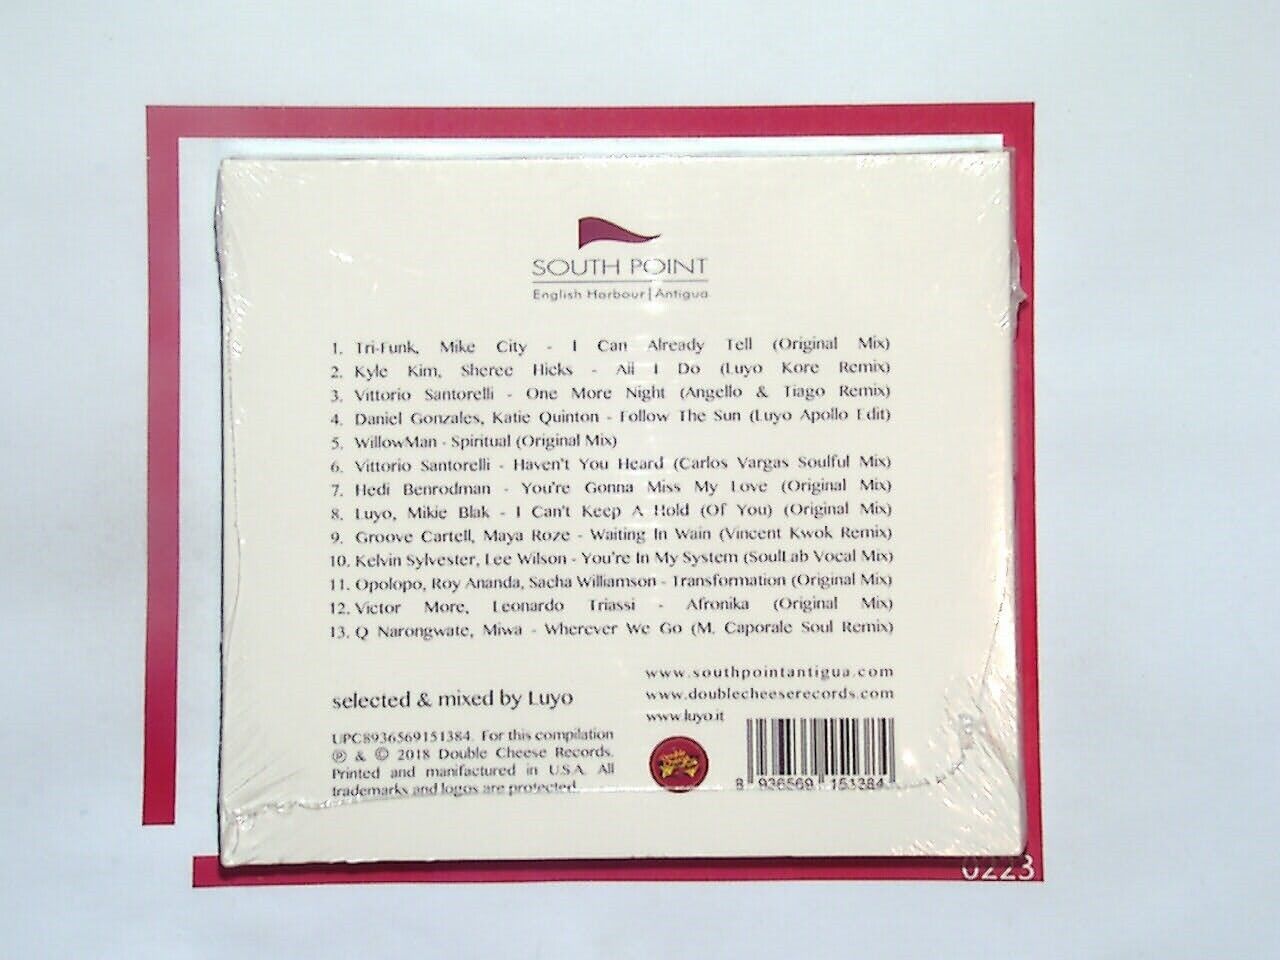 SOUTH POINT
English Harbour | Antigua
1. Tri-Funk, Mike City - I Can Already Tell (Original Mix)
2. Kyle Kim, Sheree Hicks - All I Do (Luyo Kore Remix)
3. Vittorio Santorelli - One More Night (Angello & Tiago Remix)
4. Daniel Gonzales, Katie Quinton - Follow The Sun (Luyo Apollo Edit)
5. WillowMan - Spiritual (Original Mix)
6. Vittorio Santorelli - Haven't You Heard (Carlos Vargas Soulful Mix)
7. Hedi Benrodman - You're Gonna Miss My Love (Original Mix)
8. Luyo, Mikie Blak - I Can't Keep A Hold (Of You) (Original Mix)
9. Groove Cartell, Maya Roze - Waiting In Wain (Vincent Kwok Remix)
10. Kelvin Sylvester, Lee Wilson - You're In My System (SoulLab Vocal Mix)
11. Opolopo, Roy Ananda, Sacha Williamson - Transformation (Original Mix)
12. Victor More, Leonardo Triassi - Afronika (Original Mix)
13. Q Narongwate, Miwa - Wherever We Go (M. Caporale Soul Remix)
www.southpointantigua.com
www.doublecheeserecords.com
www.luyo.it
selected & mixed by Luyo
UPC8936569151384. For this compilation
℗ & © 2018 Double Cheese Records.
Printed and manifactured in U.S.A. All
trademarks and logos are protected.
8 936569 151384
0223